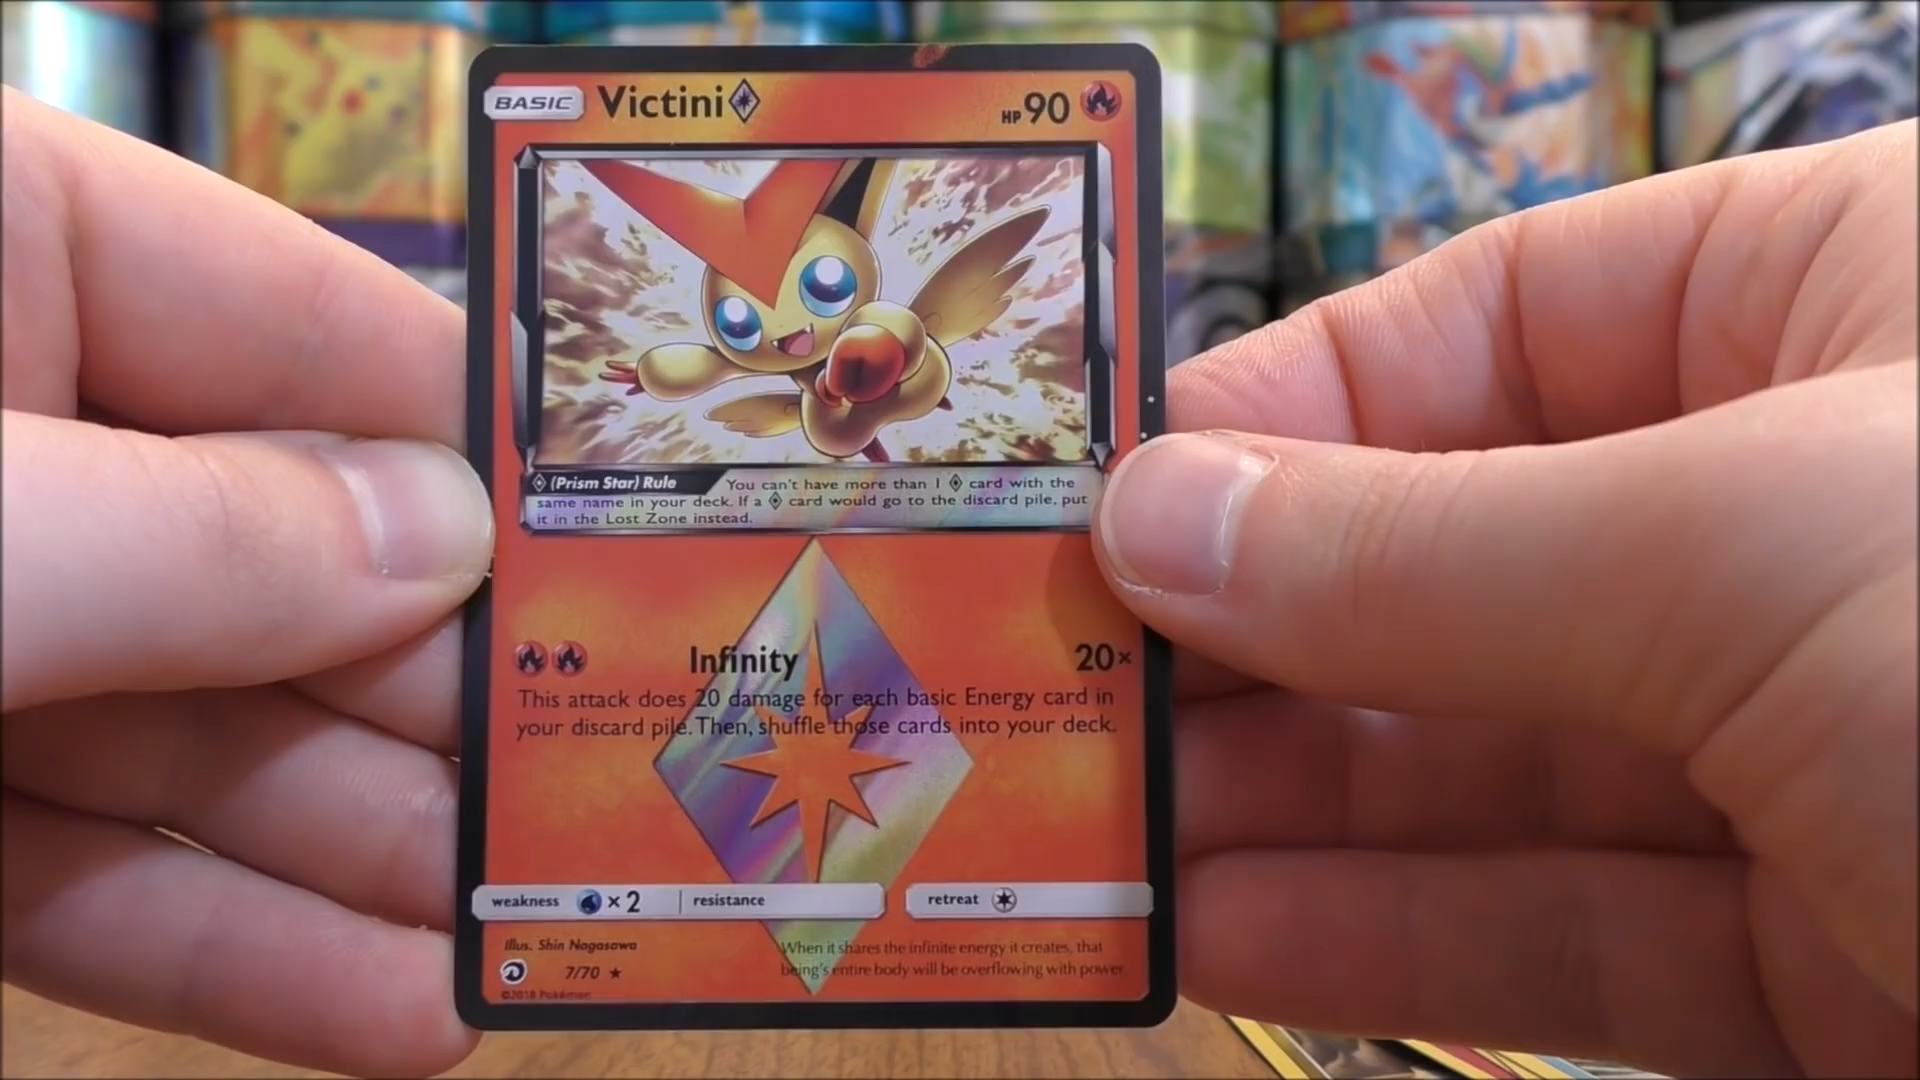 BASIC Victini HP 90
(Prism Star) Rule You can't have more than 1 card with the
same name in your deck. If a card would go to the discard pile, put
it in the Lost Zone instead.
Infinity 20×
This attack does 20 damage for each basic Energy card in
your discard pile. Then, shuffle those cards into your deck.
weakness × 2 resistance retreat
Illus. Shin Nagasawa
7/70 ★
©2018 Pokémon
When it shares the infinite energy it creates, that
being's entire body will be overflowing with power.